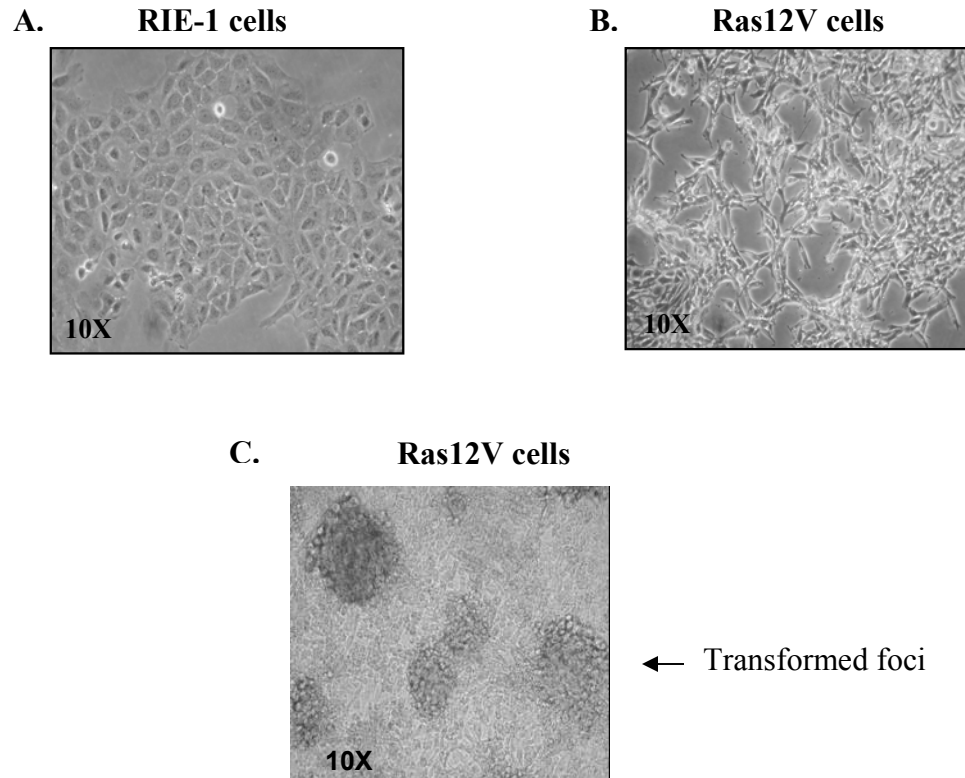 A. RIE-1 cells
B. Ras12V cells
10X
10X
C. Ras12V cells
Transformed foci
10X